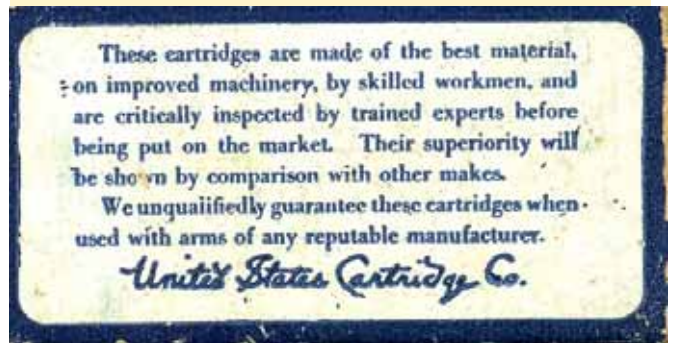 These cartridges are made of the best material,
on improved machinery, by skilled workmen, and
are critically inspected by trained experts before
being put on the market. Their superiority will
be shown by comparison with other makes.
We unqualifiedly guarantee these cartridges when
used with arms of any reputable manufacturer.
United States Cartridge Co.